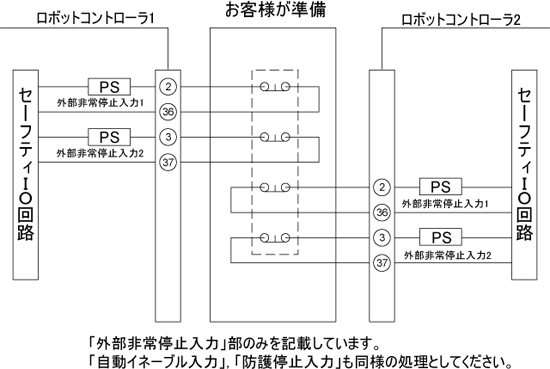 ロボットコントローラ1
お客様が準備
ロボットコントローラ2
セーフティIO回路
PS
外部非常停止入力1
PS
外部非常停止入力2
2
36
3
37
2
36
3
37
PS
外部非常停止入力1
PS
外部非常停止入力2
セーフティIO回路
「外部非常停止入力」部のみを記載しています。
「自動イネーブル入力」,「防護停止入力」も同様の処理としてください。